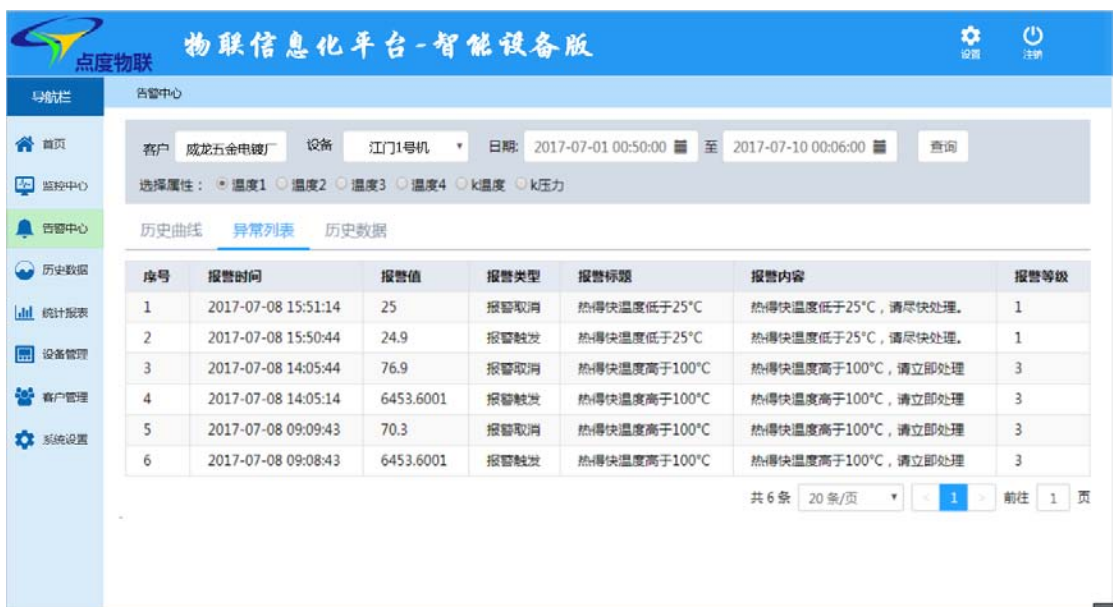 点度物联
物联信息化平台-智能设备版
设置
注销
导航栏
告警中心
首页
监控中心
告警中心
历史数据
统计报表
设备管理
客户管理
系统设置
客户 威龙五金电镀厂 设备 江门1号机 日期: 2017-07-01 00:50:00 至 2017-07-10 00:06:00 查询
选择属性： 温度1 温度2 温度3 温度4 k温度 k压力
历史曲线 异常列表 历史数据
序号 报警时间 报警值 报警类型 报警标题 报警内容 报警等级
1 2017-07-08 15:51:14 25 报警取消 热得快温度低于25°C 热得快温度低于25°C，请尽快处理。 1
2 2017-07-08 15:50:44 24.9 报警触发 热得快温度低于25°C 热得快温度低于25°C，请尽快处理。 1
3 2017-07-08 14:05:44 76.9 报警取消 热得快温度高于100°C 热得快温度高于100°C，请立即处理 3
4 2017-07-08 14:05:14 6453.6001 报警触发 热得快温度高于100°C 热得快温度高于100°C，请立即处理 3
5 2017-07-08 09:09:43 70.3 报警取消 热得快温度高于100°C 热得快温度高于100°C，请立即处理 3
6 2017-07-08 09:08:43 6453.6001 报警触发 热得快温度高于100°C 热得快温度高于100°C，请立即处理 3
共 6 条 20 条/页 < 1 > 前往 1 页